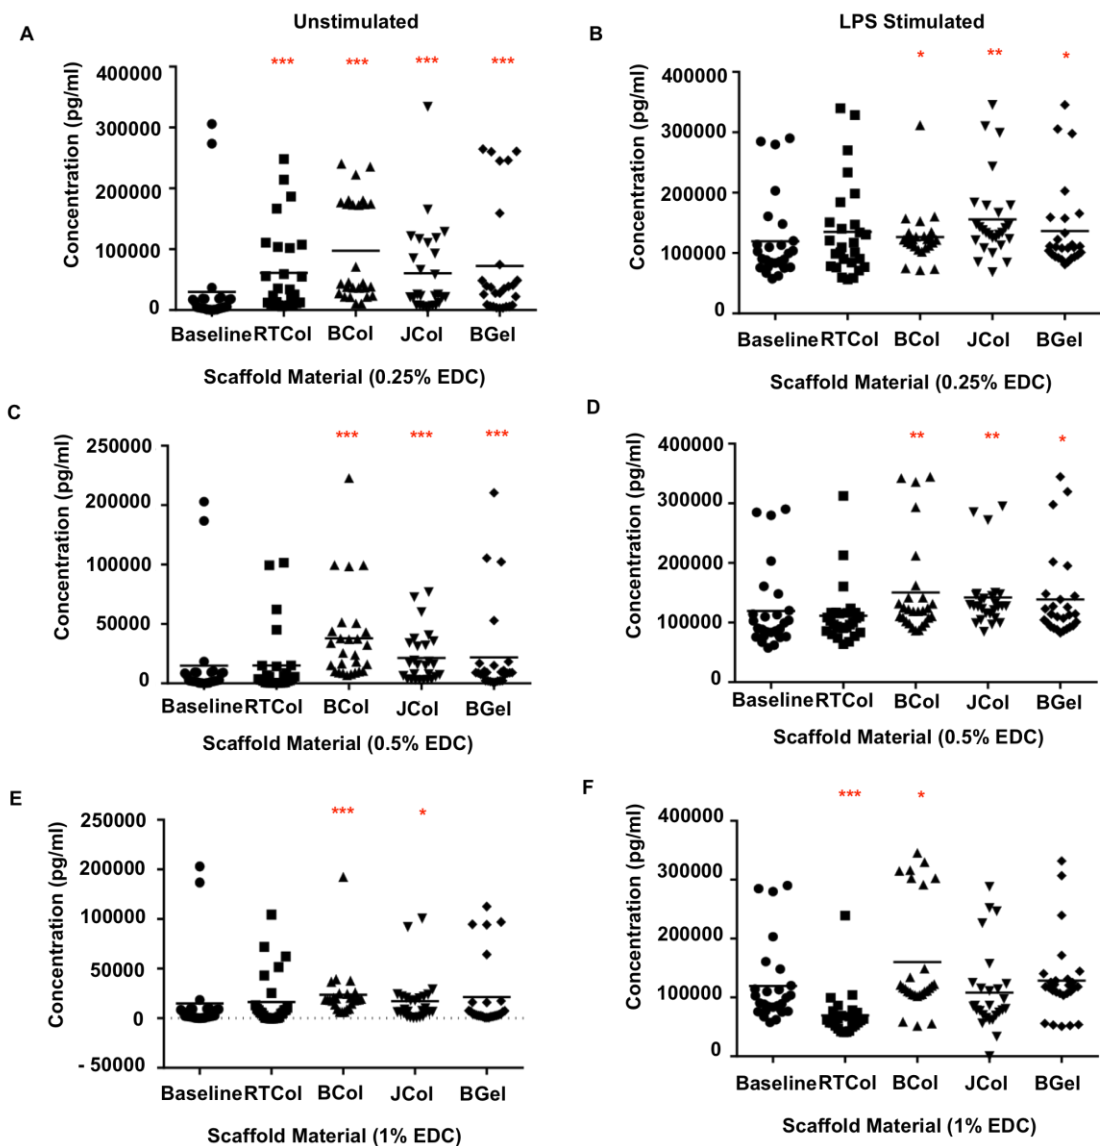 Unstimulated
LPS Stimulated
A
Concentration (pg/ml)
400000
300000
200000
100000
0
*** *** *** ***
Baseline RTCol BCol JCol BGel
Scaffold Material (0.25% EDC)
B
Concentration (pg/ml)
400000
300000
200000
100000
0
* ** *
Baseline RTCol BCol JCol BGel
Scaffold Material (0.25% EDC)
C
Concentration (pg/ml)
250000
200000
100000
50000
0
*** *** ***
Baseline RTCol BCol JCol BGel
Scaffold Material (0.5% EDC)
D
Concentration (pg/ml)
400000
300000
200000
100000
0
** ** *
Baseline RTCol BCol JCol BGel
Scaffold Material (0.5% EDC)
E
Concentration (pg/ml)
250000
200000
100000
50000
0
- 50000
*** *
Baseline RTCol BCol JCol BGel
Scaffold Material (1% EDC)
F
Concentration (pg/ml)
400000
300000
200000
100000
0
*** *
Baseline RTCol BCol JCol BGel
Scaffold Material (1% EDC)